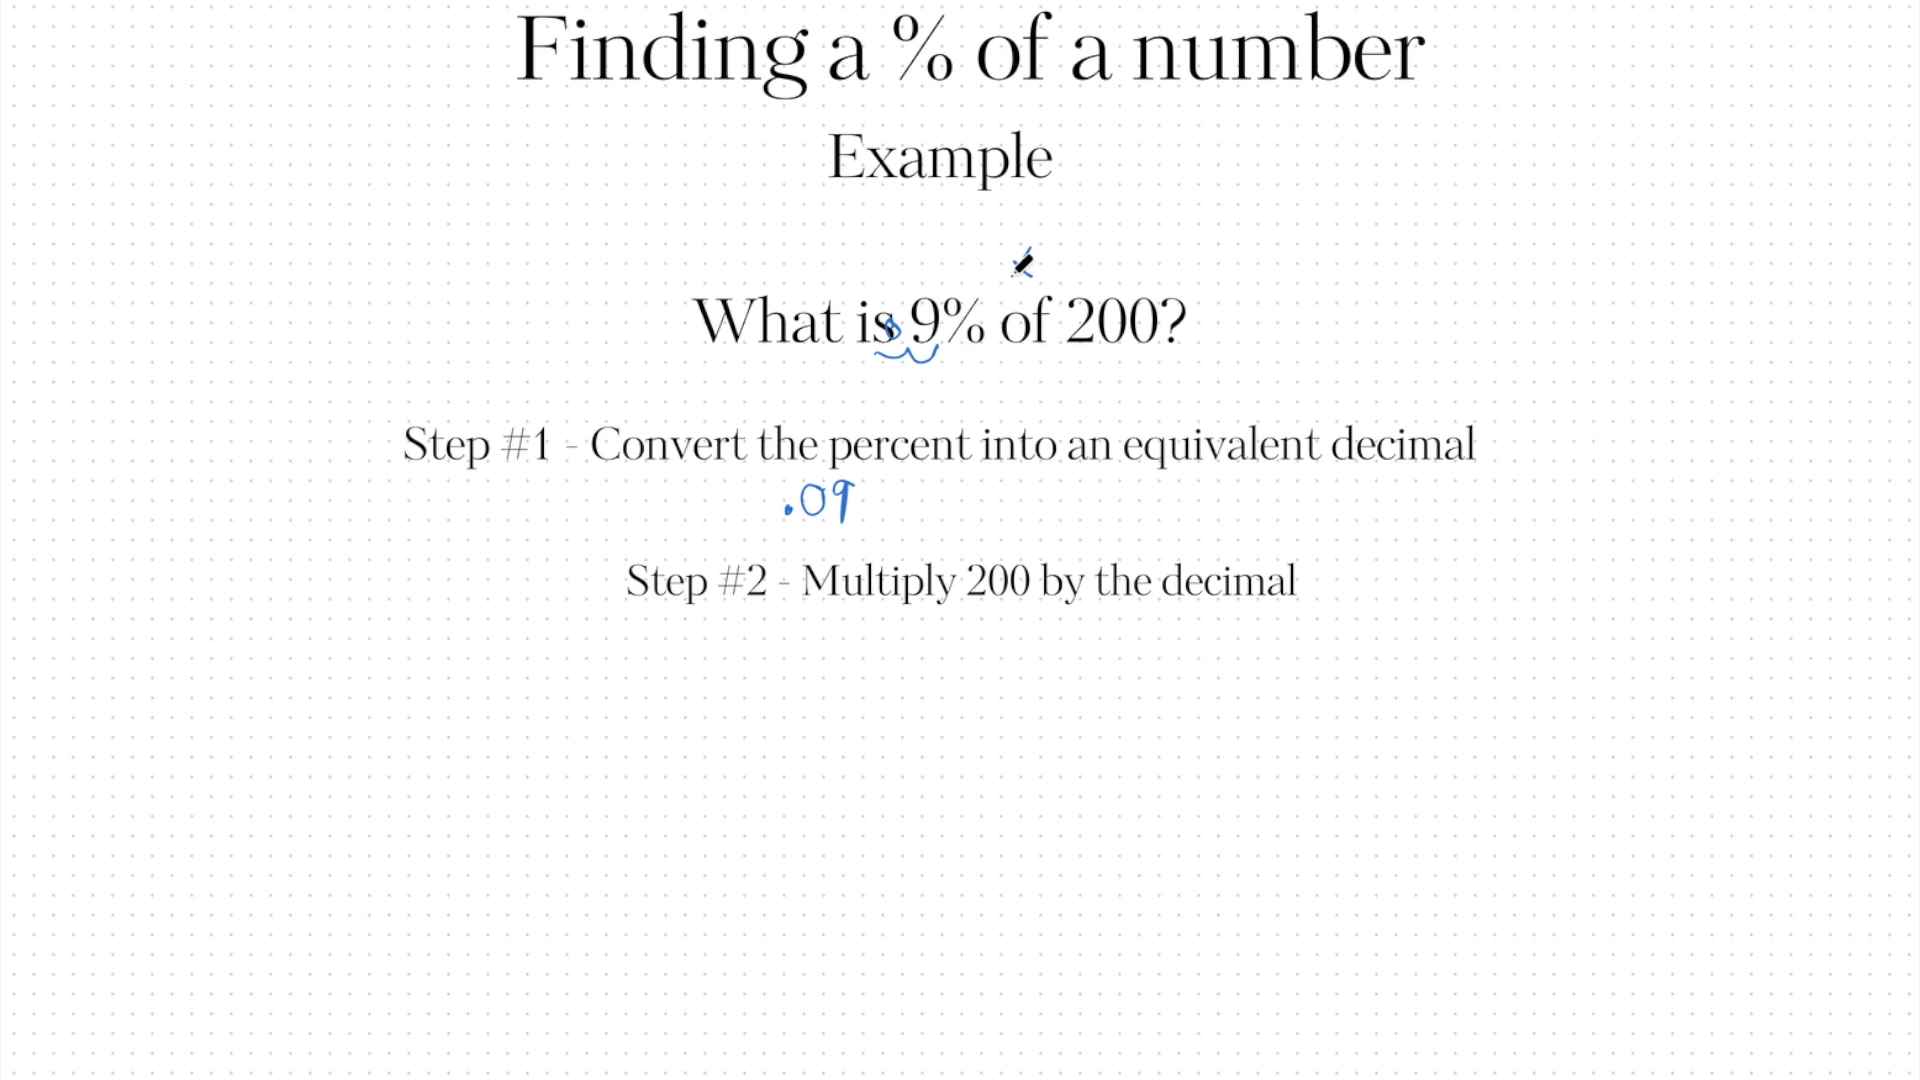 Finding a % of a number
Example
×
What is 9% of 200?
0
Step #1 - Convert the percent into an equivalent decimal
.09
Step #2 - Multiply 200 by the decimal